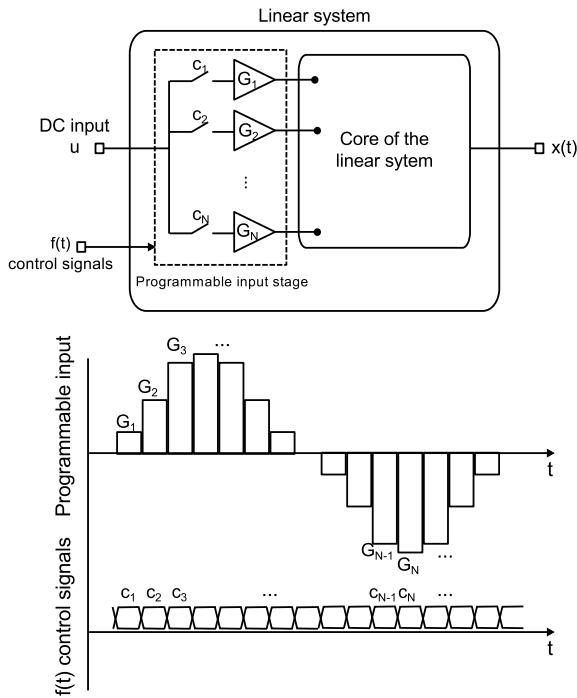 Linear system
c1
G1
c2
G2
...
cN
GN
DC input
u
f(t)
control signals
Core of the
linear sytem
x(t)
Programmable input stage
Programmable input
G1
G2
G3
...
GN-1
GN
...
t
f(t) control signals
c1 c2 c3 ... cN-1 cN ...
t